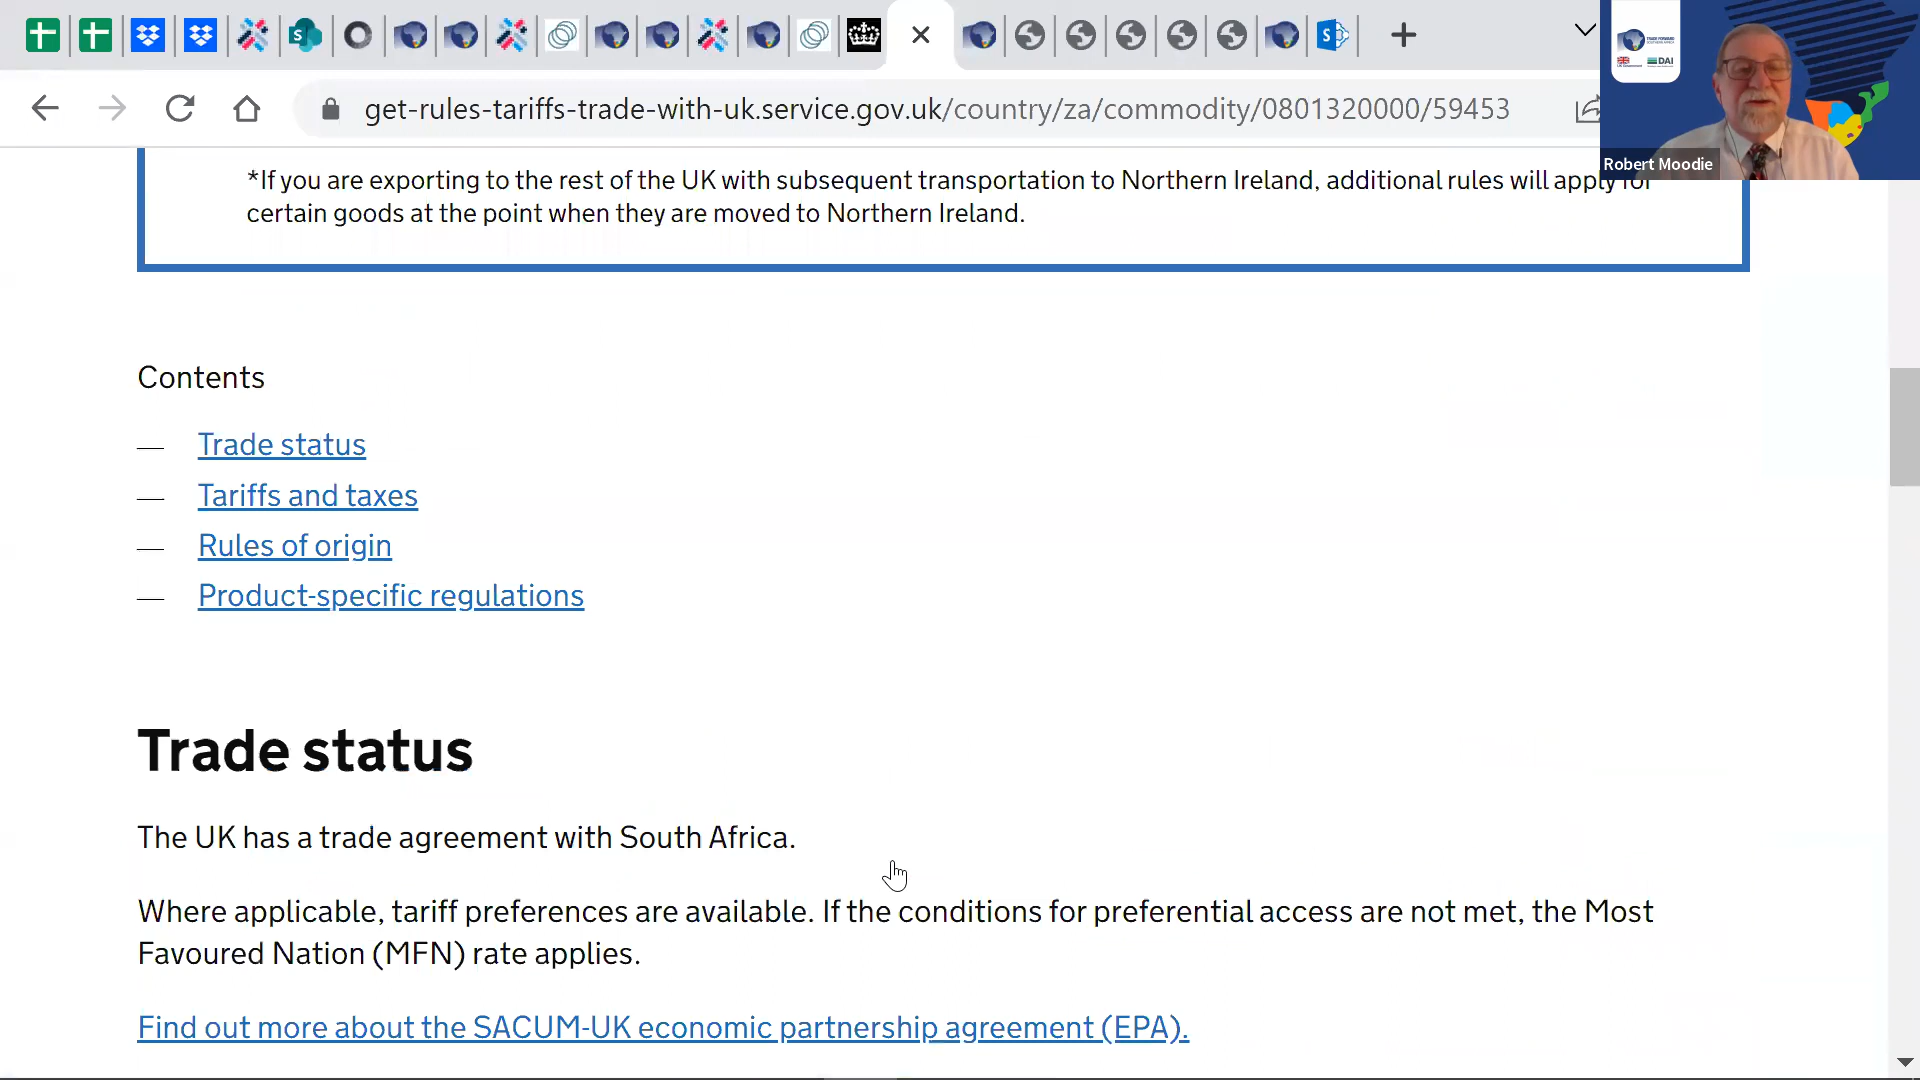 get-rules-tariffs-trade-with-uk.service.gov.uk/country/za/commodity/0801320000/59453
DAI
Robert Moodie
*If you are exporting to the rest of the UK with subsequent transportation to Northern Ireland, additional rules will apply for
certain goods at the point when they are moved to Northern Ireland.
Contents
— Trade status
— Tariffs and taxes
— Rules of origin
— Product-specific regulations
Trade status
The UK has a trade agreement with South Africa.
Where applicable, tariff preferences are available. If the conditions for preferential access are not met, the Most
Favoured Nation (MFN) rate applies.
Find out more about the SACUM-UK economic partnership agreement (EPA).